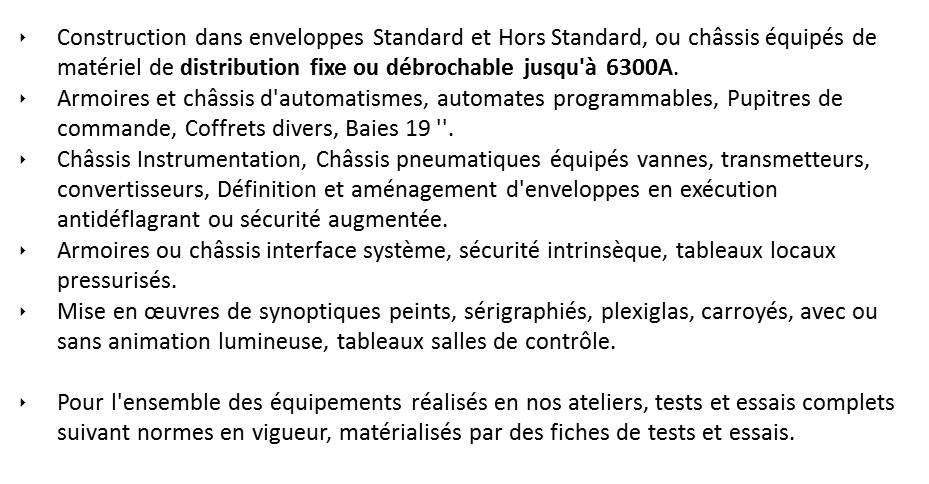 ‣ Construction dans enveloppes Standard et Hors Standard, ou châssis équipés de
matériel de distribution fixe ou débrochable jusqu'à 6300A.
‣ Armoires et châssis d'automatismes, automates programmables, Pupitres de
commande, Coffrets divers, Baies 19 ''.
‣ Châssis Instrumentation, Châssis pneumatiques équipés vannes, transmetteurs,
convertisseurs, Définition et aménagement d'enveloppes en exécution
antidéflagrant ou sécurité augmentée.
‣ Armoires ou châssis interface système, sécurité intrinsèque, tableaux locaux
pressurisés.
‣ Mise en œuvres de synoptiques peints, sérigraphiés, plexiglas, carroyés, avec ou
sans animation lumineuse, tableaux salles de contrôle.
‣ Pour l'ensemble des équipements réalisés en nos ateliers, tests et essais complets
suivant normes en vigueur, matérialisés par des fiches de tests et essais.